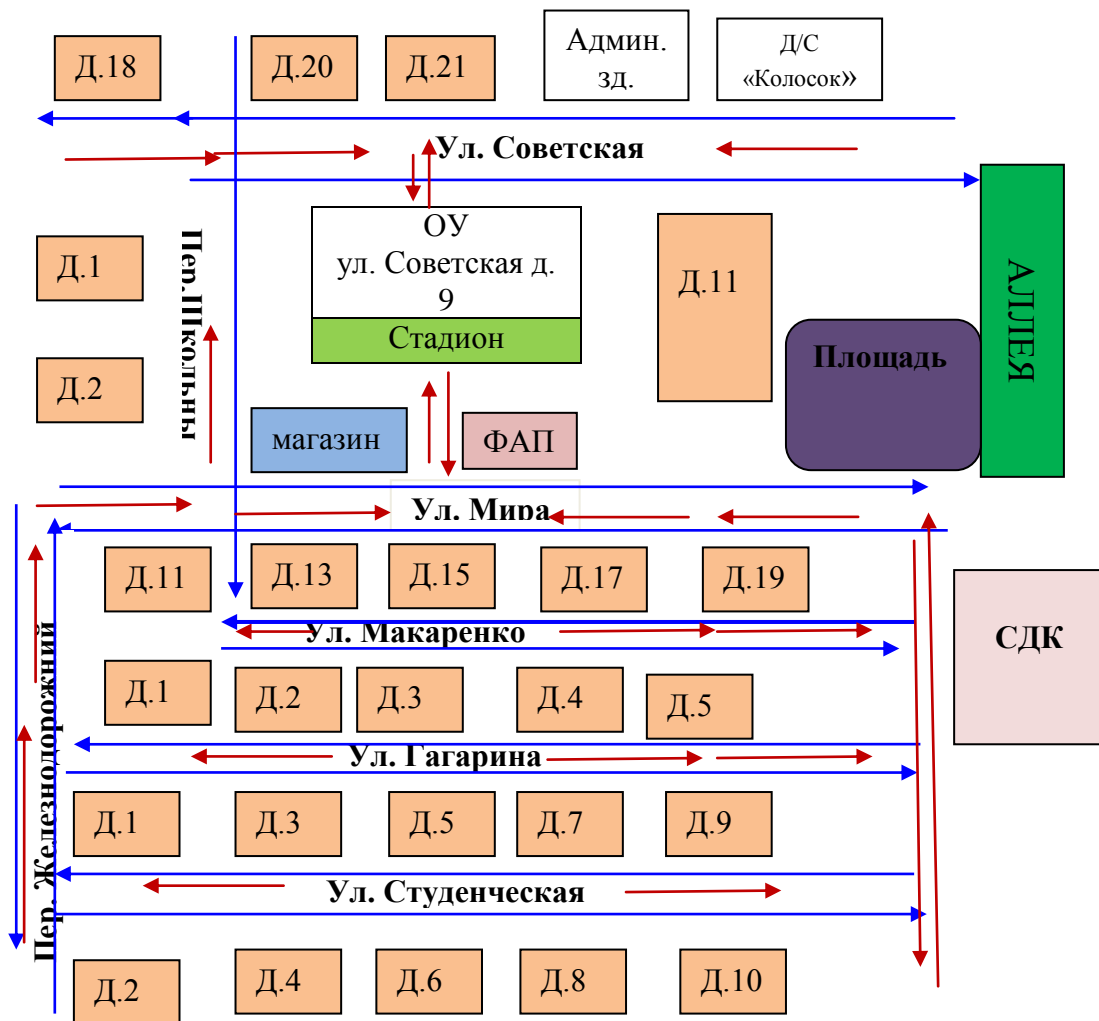 Д.18
Д.20
Д.21
Админ.
зд.
Д/С
«Колосок»
Ул. Советская
ОУ
ул. Советская д.
9
Стадион
Д.1
Д.2
Пер.Школьны
Д.11
Площадь
АЛЛЕЯ
магазин
ФАП
Ул. Мира
Д.11
Д.13
Д.15
Д.17
Д.19
Ул. Макаренко
СДК
Д.1
Д.2
Д.3
Д.4
Д.5
Ул. Гагарина
Пер. Железнодорожний
Д.1
Д.3
Д.5
Д.7
Д.9
Ул. Студенческая
Д.2
Д.4
Д.6
Д.8
Д.10